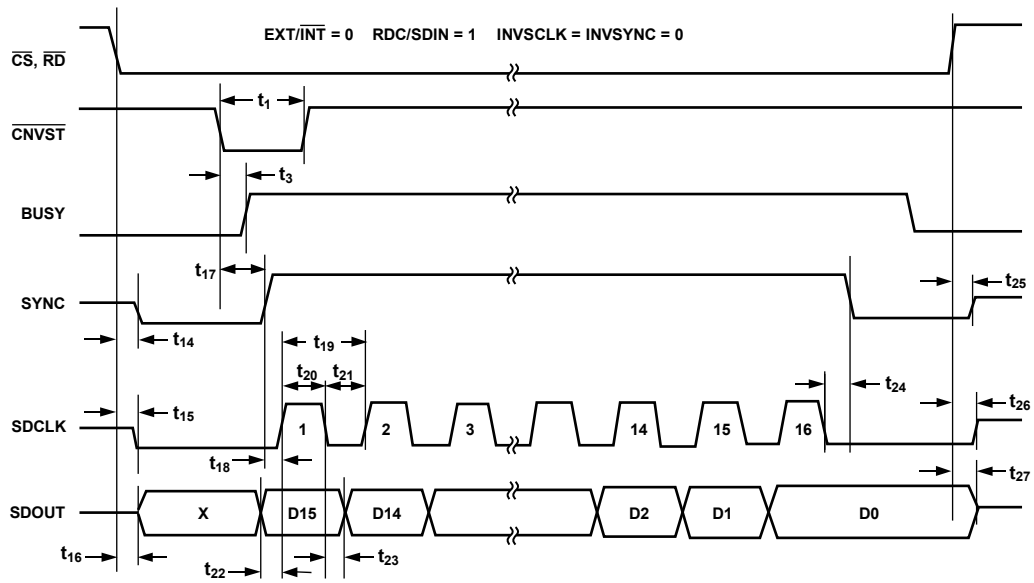 EXT/INT = 0 RDC/SDIN = 1 INVSCLK = INVSYNC = 0
CS, RD
t1
CNVST
t3
BUSY
t17
SYNC
t25
t14
t19
t20 t21
t24
t15
t26
SDCLK
1 2 3 14 15 16
t18
t27
SDOUT
X D15 D14 D2 D1 D0
t16
t22
t23